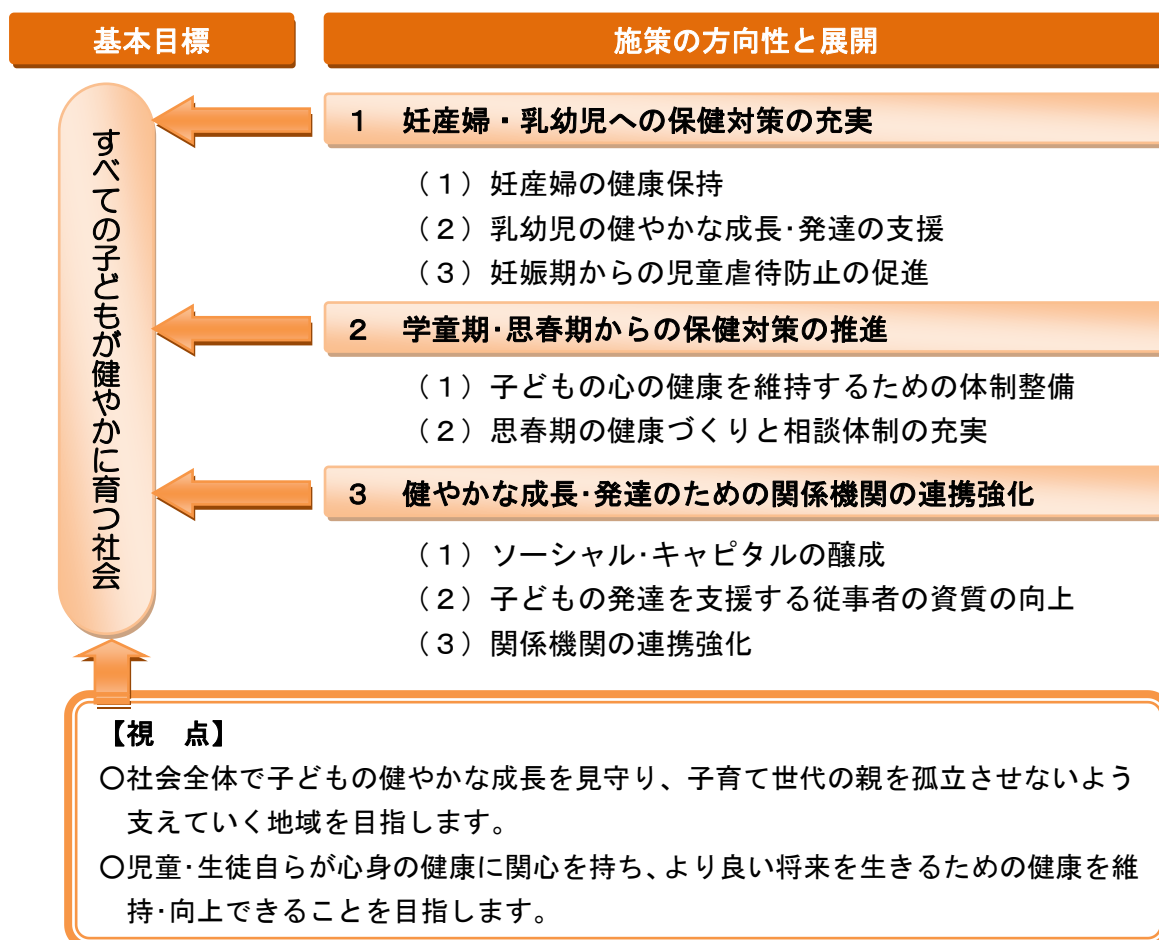 基本目標
施策の方向性と展開
すべての子どもが健やかに育つ社会
１　妊産婦・乳幼児への保健対策の充実
（１）妊産婦の健康保持
（２）乳幼児の健やかな成長・発達の支援
（３）妊娠期からの児童虐待防止の促進
２　学童期・思春期からの保健対策の推進
（１）子どもの心の健康を維持するための体制整備
（２）思春期の健康づくりと相談体制の充実
３　健やかな成長・発達のための関係機関の連携強化
（１）ソーシャル・キャピタルの醸成
（２）子どもの発達を支援する従事者の資質の向上
（３）関係機関の連携強化
【視　点】
〇社会全体で子どもの健やかな成長を見守り、子育て世代の親を孤立させないよう
支えていく地域を目指します。
〇児童・生徒自らが心身の健康に関心を持ち、より良い将来を生きるための健康を維
持・向上できることを目指します。